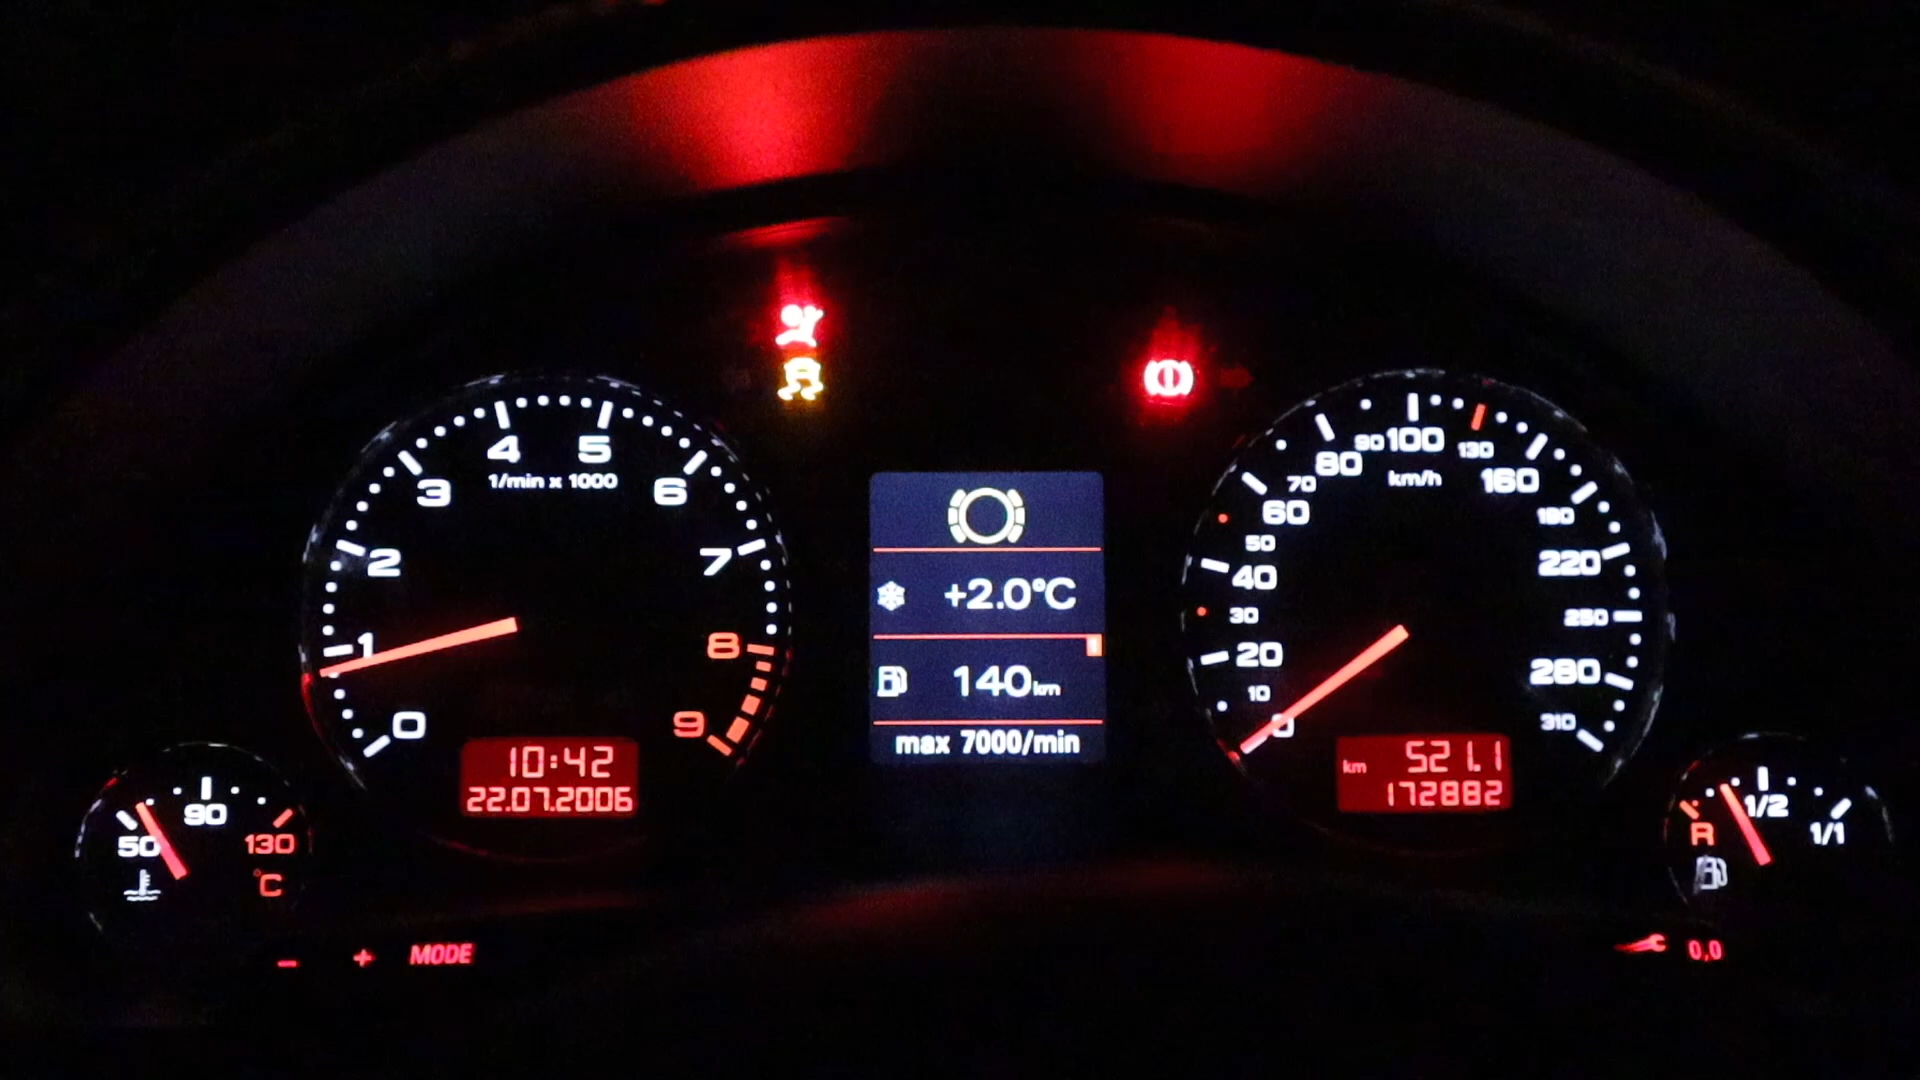 4 5
1/min x 1000
3 6
2 7
1 8
0 9
10:42
22.07.2006
+2.0°C
140km
max 7000/min
90 100 130
80 km/h 160
70
60 190
50
40 220
30 250
20 280
10 310
0
km 521.1
172882
50 90 130
°C
R 1/2 1/1
- + MODE
0,0